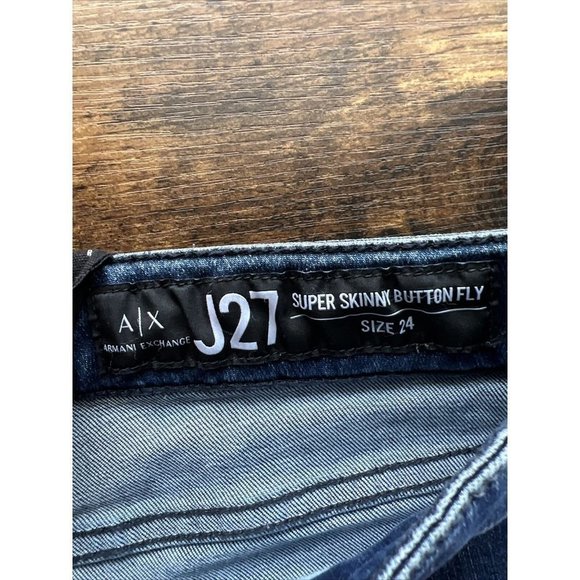 A|X
ARMANI EXCHANGE
J27
SUPER SKINNY BUTTON FLY
SIZE 24